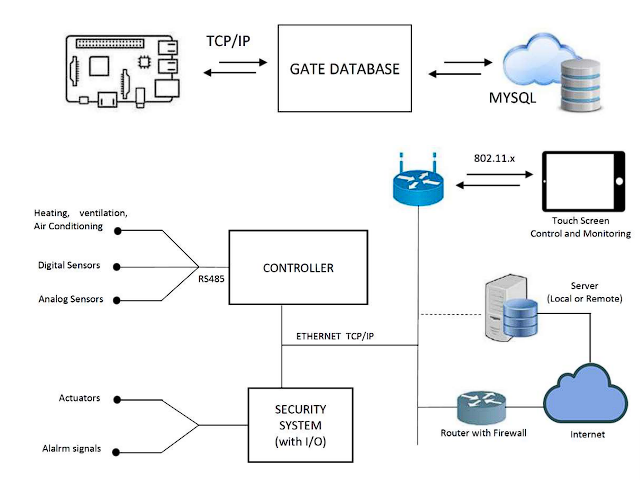 TCP/IP
GATE DATABASE
MYSQL
802.11.x
Touch Screen
Control and Monitoring
Heating, ventilation,
Air Conditioning
Digital Sensors
Analog Sensors
RS485
CONTROLLER
Server
(Local or Remote)
ETHERNET TCP/IP
Actuators
Alalrm signals
SECURITY
SYSTEM
(with I/O)
Router with Firewall
Internet